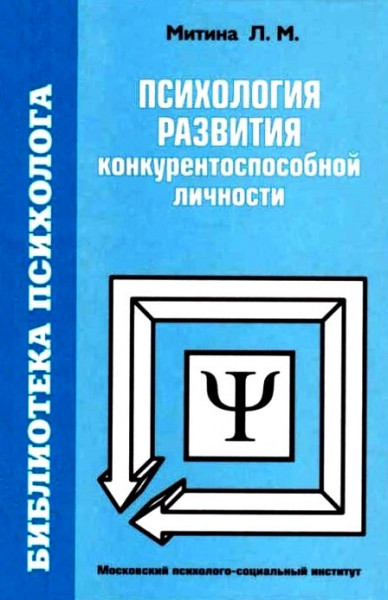 Митина Л. М.
ПСИХОЛОГИЯ
РАЗВИТИЯ
КОНКУРЕНТОСПОСОБНОЙ
ЛИЧНОСТИ
БИБЛИОТЕКА ПСИХОЛОГА
Ψ
Московский психолого-социальный институт